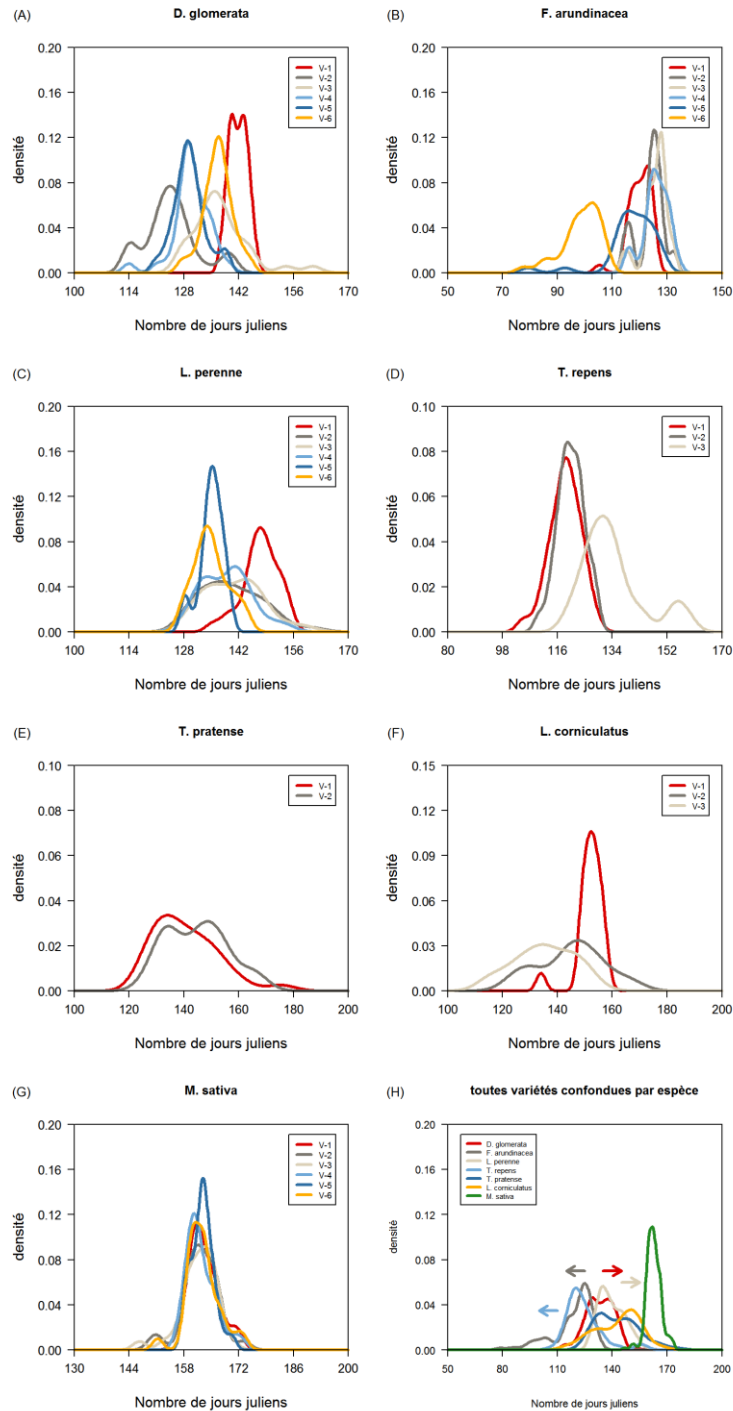 (A) D. glomerata
0.20
0.16
0.12
0.08
0.04
0.00
densité
V-1
V-2
V-3
V-4
V-5
V-6
100 114 128 142 156 170
Nombre de jours juliens
(B) F. arundinacea
0.20
0.16
0.12
0.08
0.04
0.00
densité
V-1
V-2
V-3
V-4
V-5
V-6
50 70 90 110 130 150
Nombre de jours juliens
(C) L. perenne
0.20
0.16
0.12
0.08
0.04
0.00
densité
V-1
V-2
V-3
V-4
V-5
V-6
100 114 128 142 156 170
Nombre de jours juliens
(D) T. repens
0.10
0.08
0.06
0.04
0.02
0.00
densité
V-1
V-2
V-3
80 98 116 134 152 170
Nombre de jours juliens
(E) T. pratense
0.10
0.08
0.06
0.04
0.02
0.00
densité
V-1
V-2
100 120 140 160 180 200
Nombre de jours juliens
(F) L. corniculatus
0.15
0.12
0.09
0.06
0.03
0.00
densité
V-1
V-2
V-3
100 120 140 160 180 200
Nombre de jours juliens
(G) M. sativa
0.20
0.16
0.12
0.08
0.04
0.00
densité
V-1
V-2
V-3
V-4
V-5
V-6
130 144 158 172 186 200
Nombre de jours juliens
(H) toutes variétés confondues par espèce
0.20
0.16
0.12
0.08
0.04
0.00
densité
D. glomerata
F. arundinacea
L. perenne
T. repens
T. pratense
L. corniculatus
M. sativa
50 80 110 140 170 200
Nombre de jours juliens